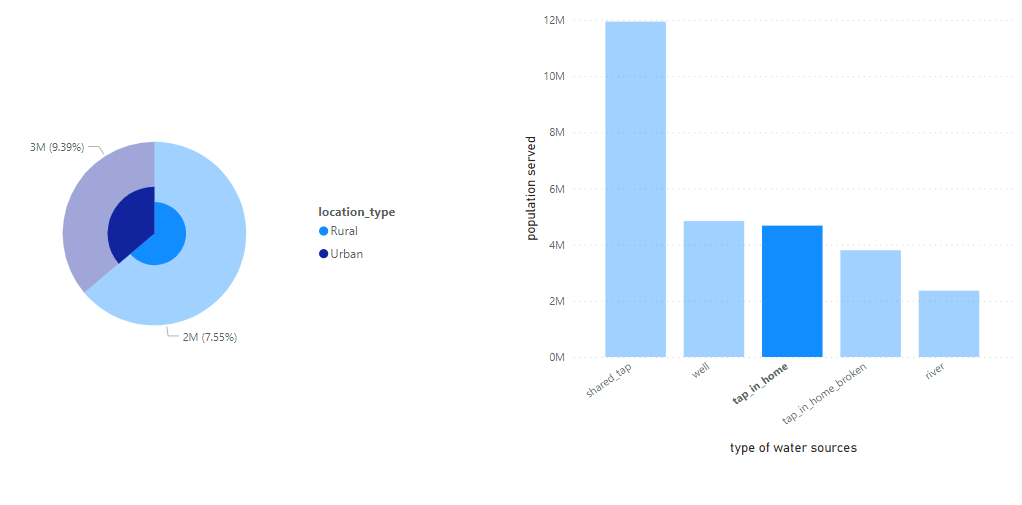 3M (9.39%)
2M (7.55%)
location_type
Rural
Urban
population served
12M
10M
8M
6M
4M
2M
0M
shared_tap
well
tap_in_home
tap_in_home_broken
river
type of water sources